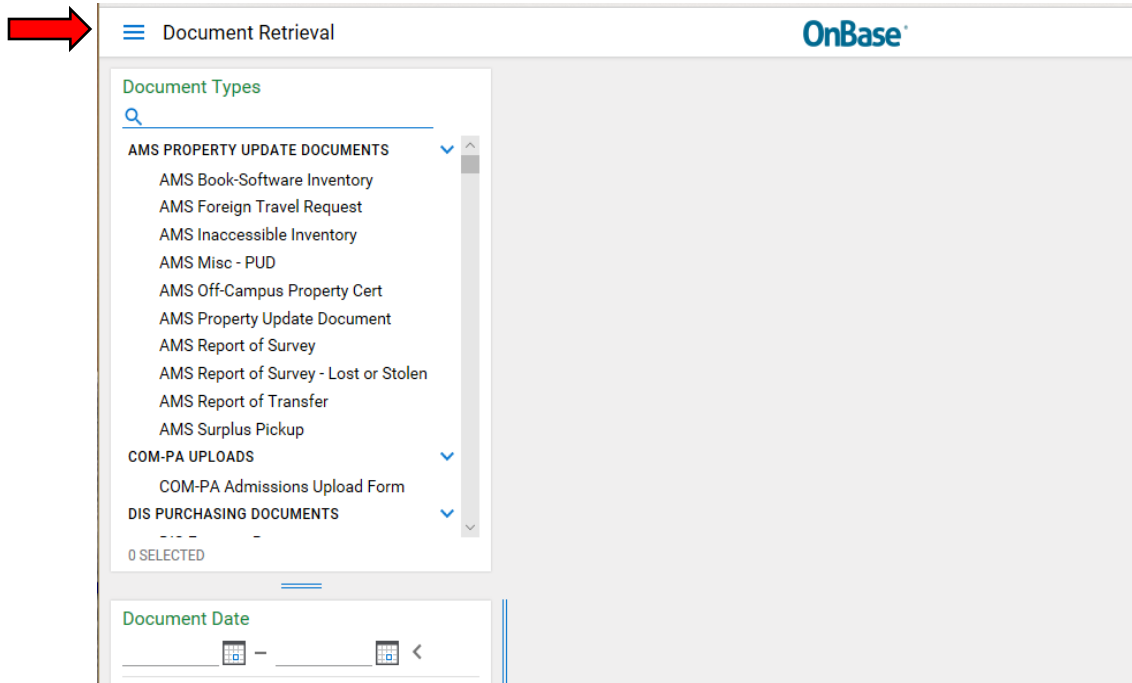 Document Retrieval
OnBase
Document Types
AMS PROPERTY UPDATE DOCUMENTS
AMS Book-Software Inventory
AMS Foreign Travel Request
AMS Inaccessible Inventory
AMS Misc - PUD
AMS Off-Campus Property Cert
AMS Property Update Document
AMS Report of Survey
AMS Report of Survey - Lost or Stolen
AMS Report of Transfer
AMS Surplus Pickup
COM-PA UPLOADS
COM-PA Admissions Upload Form
DIS PURCHASING DOCUMENTS
0 SELECTED
Document Date
–